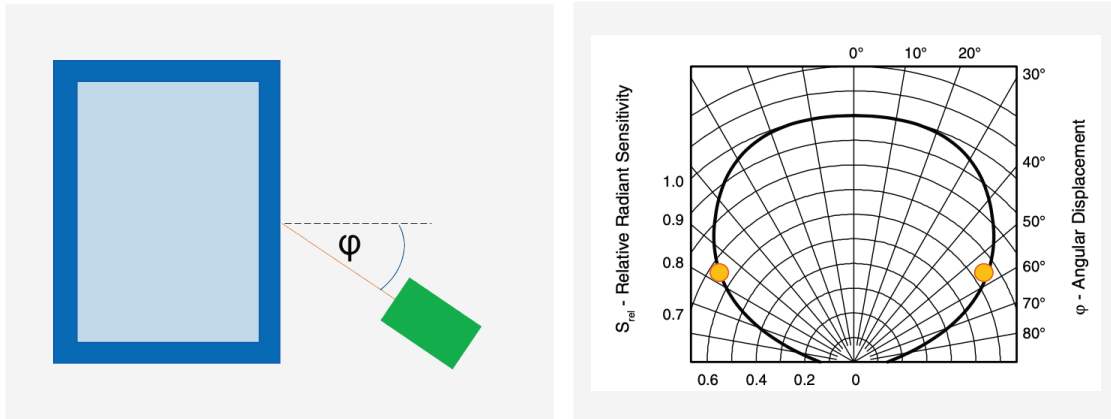 φ
0° 10° 20°
30°
40°
50°
60°
70°
80°
φ - Angular Displacement
S_rel - Relative Radiant Sensitivity
1.0
0.9
0.8
0.7
0.6 0.4 0.2 0